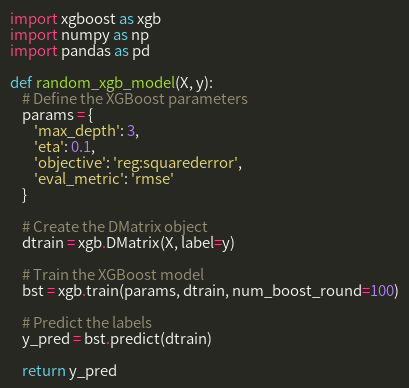 import xgboost as xgb
import numpy as np
import pandas as pd
def random_xgb_model(X, y):
# Define the XGBoost parameters
params = {
'max_depth': 3,
'eta': 0.1,
'objective': 'reg:squarederror',
'eval_metric': 'rmse'
}
# Create the DMatrix object
dtrain = xgb.DMatrix(X, label=y)
# Train the XGBoost model
bst = xgb.train(params, dtrain, num_boost_round=100)
# Predict the labels
y_pred = bst.predict(dtrain)
return y_pred